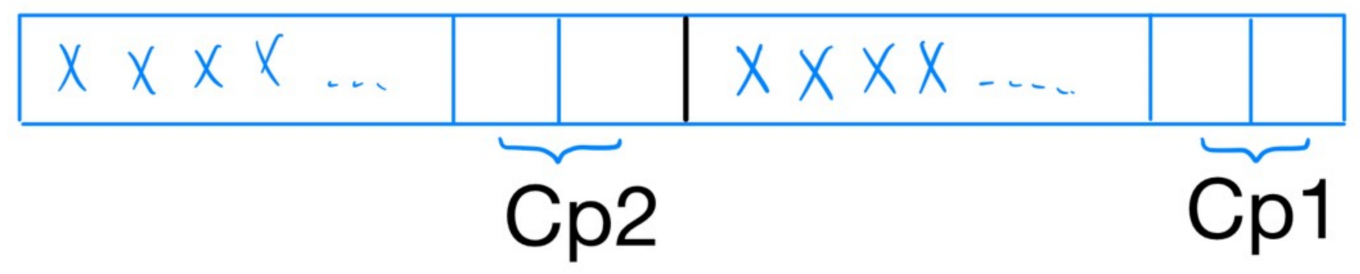 X X X X ... X X X X ----.
Cp2 Cp1